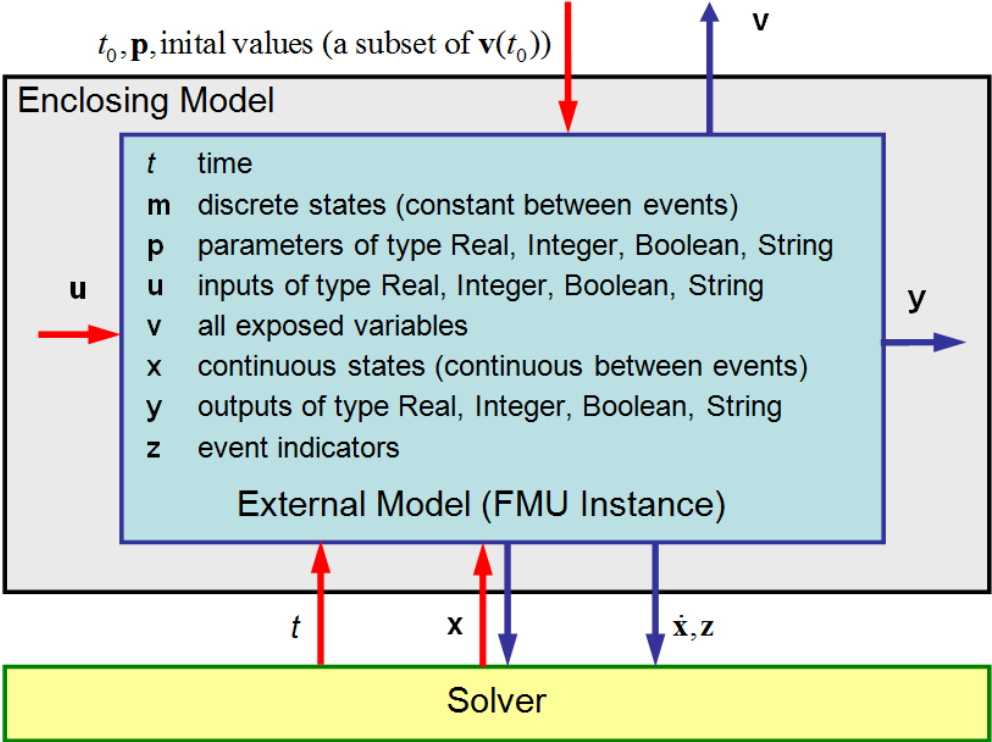 t₀, p, inital values (a subset of v(t₀))
v
Enclosing Model
t time
m discrete states (constant between events)
p parameters of type Real, Integer, Boolean, String
u inputs of type Real, Integer, Boolean, String
v all exposed variables
x continuous states (continuous between events)
y outputs of type Real, Integer, Boolean, String
z event indicators
External Model (FMU Instance)
u
y
t
x
ẋ, z
Solver